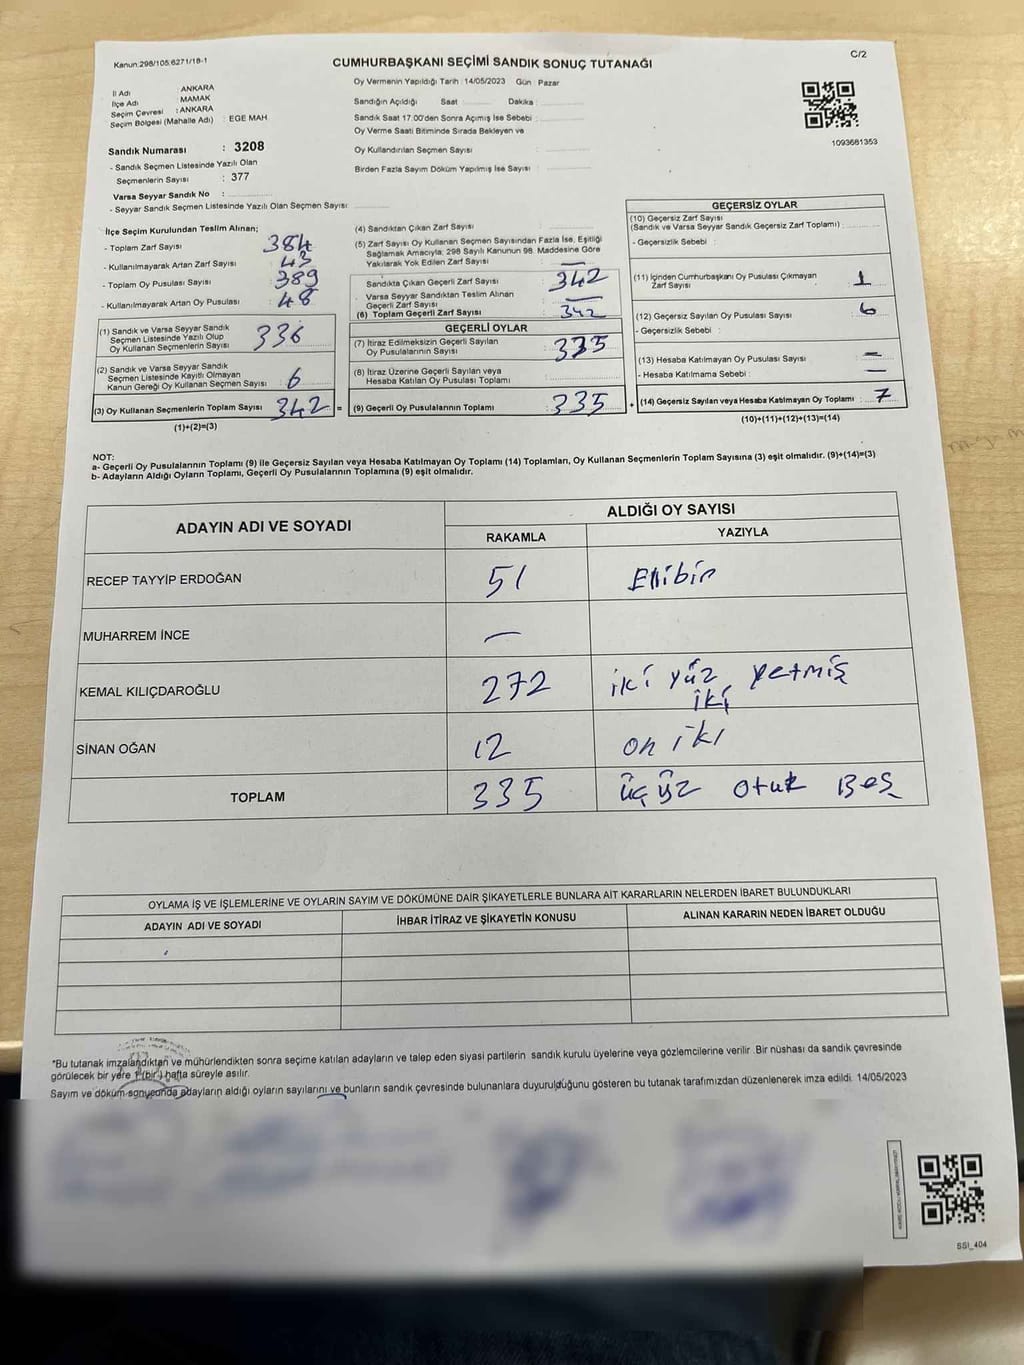 Kanun:298/105;6271/18-1
CUMHURBAŞKANI SEÇİMİ SANDIK SONUÇ TUTANAĞI
C/2
İl Adı : ANKARA
İlçe Adı : MAMAK
Seçim Çevresi : ANKARA
Seçim Bölgesi (Mahalle Adı) : EGE MAH
Oy Vermenin Yapıldığı Tarih : 14/05/2023 Gün : Pazar
Sandığın Açıldığı Saat Dakika :
Sandık Saat 17.00'den Sonra Açımış İse Sebebi :
Oy Verme Saati Bitiminde Sırada Bekleyen ve
Oy Kullandırılan Seçmen Sayısı :
Birden Fazla Sayım Döküm Yapılmış İse Sayısı :
1093681353
Sandık Numarası : 3208
- Sandık Seçmen Listesinde Yazılı Olan
Seçmenlerin Sayısı : 377
Varsa Seyyar Sandık No :
- Seyyar Sandık Seçmen Listesinde Yazılı Olan Seçmen Sayısı:
İlçe Seçim Kurulundan Teslim Alınan;
- Toplam Zarf Sayısı : 384
- Kullanılmayarak Artan Zarf Sayısı : 43
- Toplam Oy Pusulası Sayısı : 389
- Kullanılmayarak Artan Oy Pusulası : 48
(1) Sandık ve Varsa Seyyar Sandık
Seçmen Listesinde Yazılı Olup
Oy Kullanan Seçmenlerin Sayısı : 336
(2) Sandık ve Varsa Seyyar Sandık
Seçmen Listesinde Kayıtlı Olmayan
Kanun Gereği Oy Kullanan Seçmen Sayısı : 6
(3) Oy Kullanan Seçmenlerin Toplam Sayısı : 342 =
(1)+(2)=(3)
(4) Sandıktan Çıkan Zarf Sayısı :
(5) Zarf Sayısı Oy Kullanan Seçmen Sayısından Fazla İse, Eşitliği
Sağlamak Amacıyla, 298 Sayılı Kanunun 98. Maddesine Göre
Yakılarak Yok Edilen Zarf Sayısı : —
Sandıkta Çıkan Geçerli Zarf Sayısı : 342
Varsa Seyyar Sandıktan Teslim Alınan
Geçerli Zarf Sayısı : —
(6) Toplam Geçerli Zarf Sayısı : 342
GEÇERLİ OYLAR
(7) İtiraz Edilmeksizin Geçerli Sayılan
Oy Pusulalarının Sayısı : 335
(8) İtiraz Üzerine Geçerli Sayılan veya
Hesaba Katılan Oy Pusulası Toplamı :
(9) Geçerli Oy Pusulalarının Toplamı : 335 +
GEÇERSİZ OYLAR
(10) Geçersiz Zarf Sayısı
(Sandık ve Varsa Seyyar Sandık Geçersiz Zarf Toplamı) :
- Geçersizlik Sebebi :
(11) İçinden Cumhurbaşkanı Oy Pusulası Çıkmayan
Zarf Sayısı : 1
(12) Geçersiz Sayılan Oy Pusulası Sayısı : 6
- Geçersizlik Sebebi :
(13) Hesaba Katılmayan Oy Pusulası Sayısı : —
- Hesaba Katılmama Sebebi : —
(14) Geçersiz Sayılan veya Hesaba Katılmayan Oy Toplamı : 7
(10)+(11)+(12)+(13)=(14)
NOT:
a- Geçerli Oy Pusulalarının Toplamı (9) ile Geçersiz Sayılan veya Hesaba Katılmayan Oy Toplamı (14) Toplamları, Oy Kullanan Seçmenlerin Toplam Sayısına (3) eşit olmalıdır. (9)+(14)=(3)
b- Adayların Aldığı Oyların Toplamı, Geçerli Oy Pusulalarının Toplamına (9) eşit olmalıdır.
ADAYIN ADI VE SOYADI
ALDIĞI OY SAYISI
RAKAMLA YAZIYLA
RECEP TAYYİP ERDOĞAN 51 Ellibir
MUHARREM İNCE —
KEMAL KILIÇDAROĞLU 272 iki yüz yetmiş
iki
SİNAN OĞAN 12 on iki
TOPLAM 335 üç yüz otuz Beş
OYLAMA İŞ VE İŞLEMLERİNE VE OYLARIN SAYIM VE DÖKÜMÜNE DAİR ŞİKAYETLERLE BUNLARA AİT KARARLARIN NELERDEN İBARET BULUNDUKLARI
ADAYIN ADI VE SOYADI İHBAR İTİRAZ VE ŞİKAYETİN KONUSU ALINAN KARARIN NEDEN İBARET OLDUĞU
*Bu tutanak imzalandıktan ve mühürlendikten sonra seçime katılan adayların ve talep eden siyasi partilerin sandık kurulu üyelerine veya gözlemcilerine verilir .Bir nüshası da sandık çevresinde
görülecek bir yere 1 (bir ) hafta süreyle asılır.
Sayım ve döküm sonucunda adayların aldığı oyların sayılarını ve bunların sandık çevresinde bulunanlara duyurulduğunu gösteren bu tutanak tarafımızdan düzenlenerek imza edildi. 14/05/2023
SSI_404